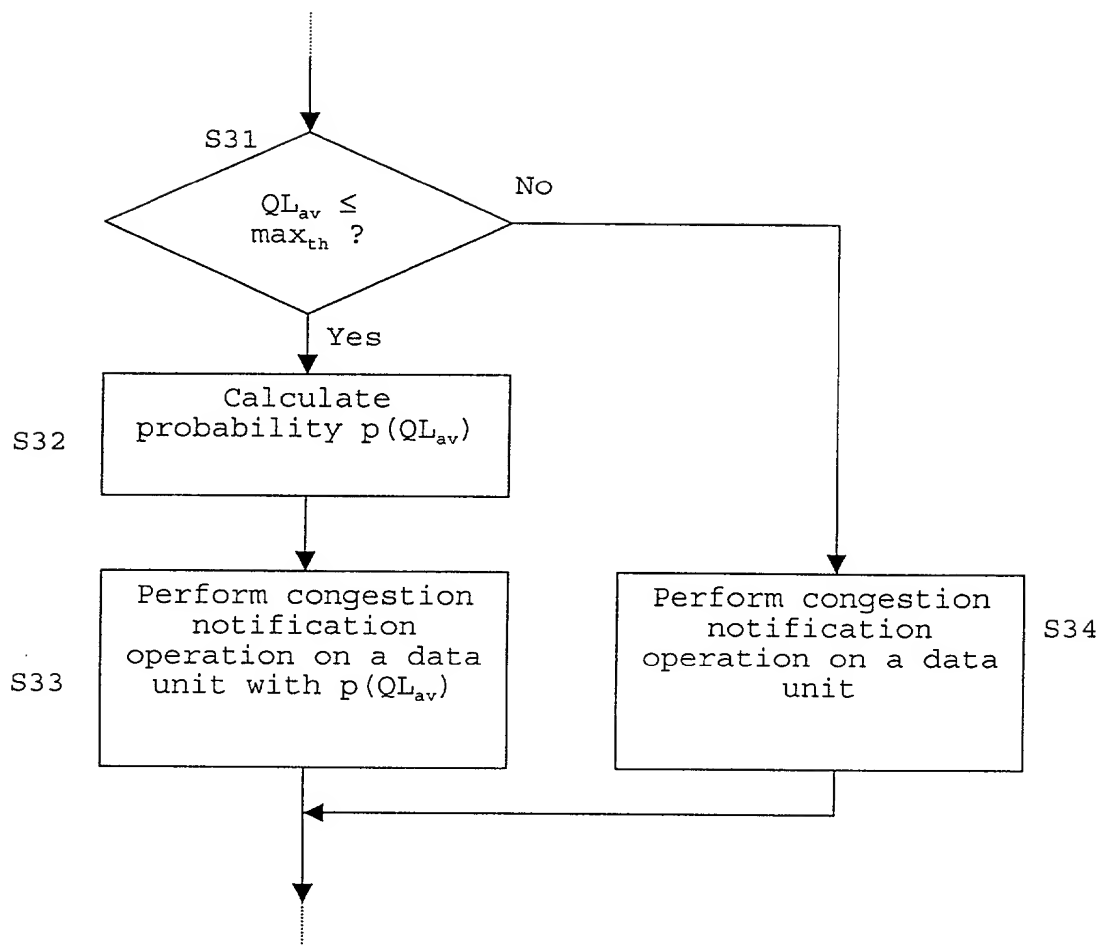 S31
QL_av ≤
max_th ?
No
Yes
Calculate
probability p(QL_av)
S32
Perform congestion
notification
operation on a data
unit with p(QL_av)
S33
Perform congestion
notification
operation on a data
unit
S34